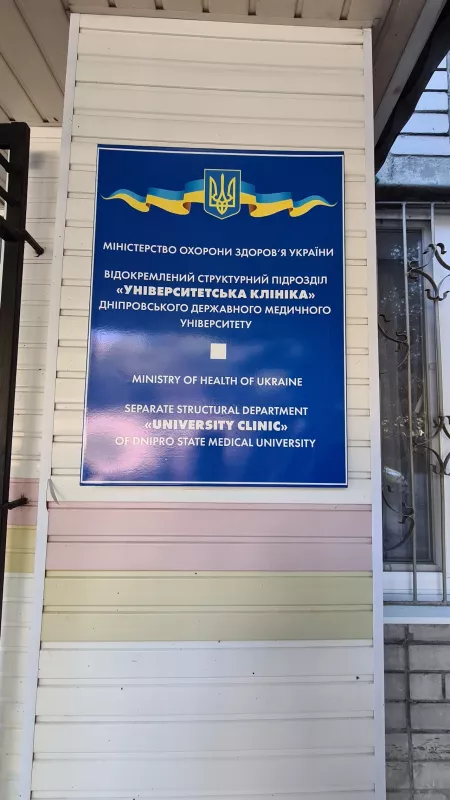 МІНІСТЕРСТВО ОХОРОНИ ЗДОРОВ'Я УКРАЇНИ
ВІДОКРЕМЛЕНИЙ СТРУКТУРНИЙ ПІДРОЗДІЛ
«УНІВЕРСИТЕТСЬКА КЛІНІКА»
ДНІПРОВСЬКОГО ДЕРЖАВНОГО МЕДИЧНОГО
УНІВЕРСИТЕТУ
MINISTRY OF HEALTH OF UKRAINE
SEPARATE STRUCTURAL DEPARTMENT
«UNIVERSITY CLINIC»
OF DNIPRO STATE MEDICAL UNIVERSITY